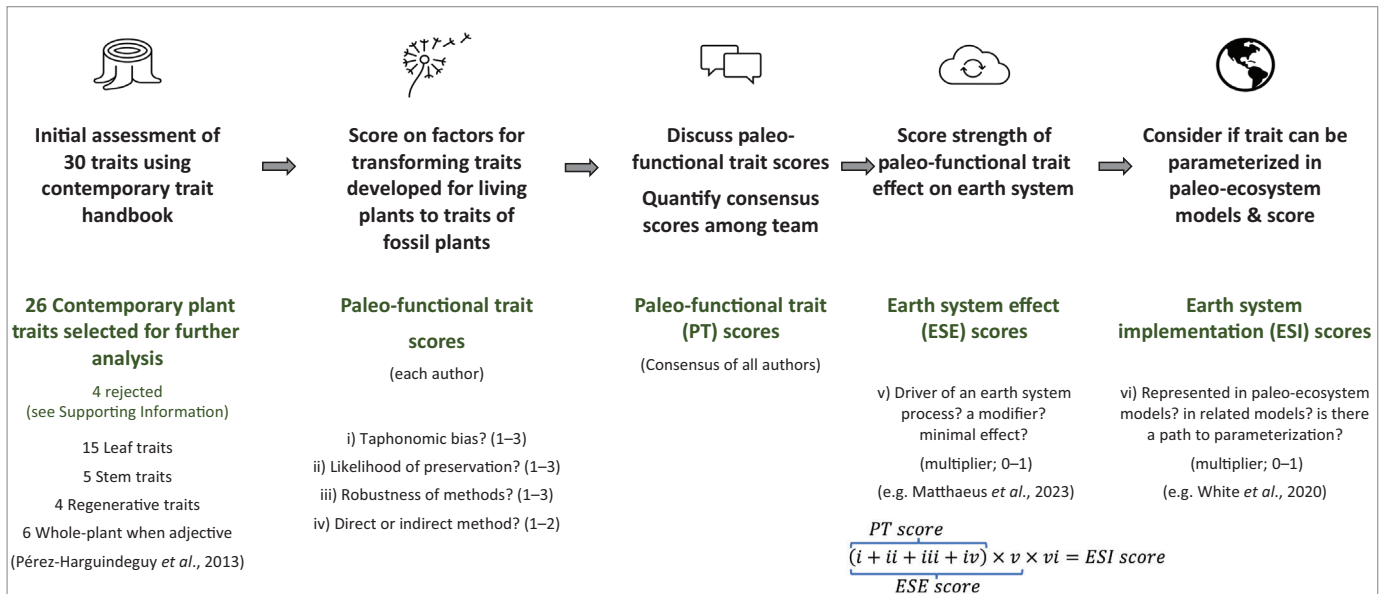 Initial assessment of
30 traits using
contemporary trait
handbook
Score on factors for
transforming traits
developed for living
plants to traits of
fossil plants
Discuss paleo-
functional trait scores
Quantify consensus
scores among team
Score strength of
paleo-functional trait
effect on earth system
Consider if trait can be
parameterized in
paleo-ecosystem
models & score
26 Contemporary plant
traits selected for further
analysis
4 rejected
(see Supporting Information)
15 Leaf traits
5 Stem traits
4 Regenerative traits
6 Whole-plant when adjective
(Pérez-Harguindeguy et al., 2013)
Paleo-functional trait
scores
(each author)
i) Taphonomic bias? (1–3)
ii) Likelihood of preservation? (1–3)
iii) Robustness of methods? (1–3)
iv) Direct or indirect method? (1–2)
Paleo-functional trait
(PT) scores
(Consensus of all authors)
Earth system effect
(ESE) scores
v) Driver of an earth system
process? a modifier?
minimal effect?
(multiplier; 0–1)
(e.g. Matthaeus et al., 2023)
Earth system
implementation (ESI) scores
vi) Represented in paleo-ecosystem
models? in related models? is there
a path to parameterization?
(multiplier; 0–1)
(e.g. White et al., 2020)
PT score
(i + ii + iii + iv) × v × vi = ESI score
ESE score